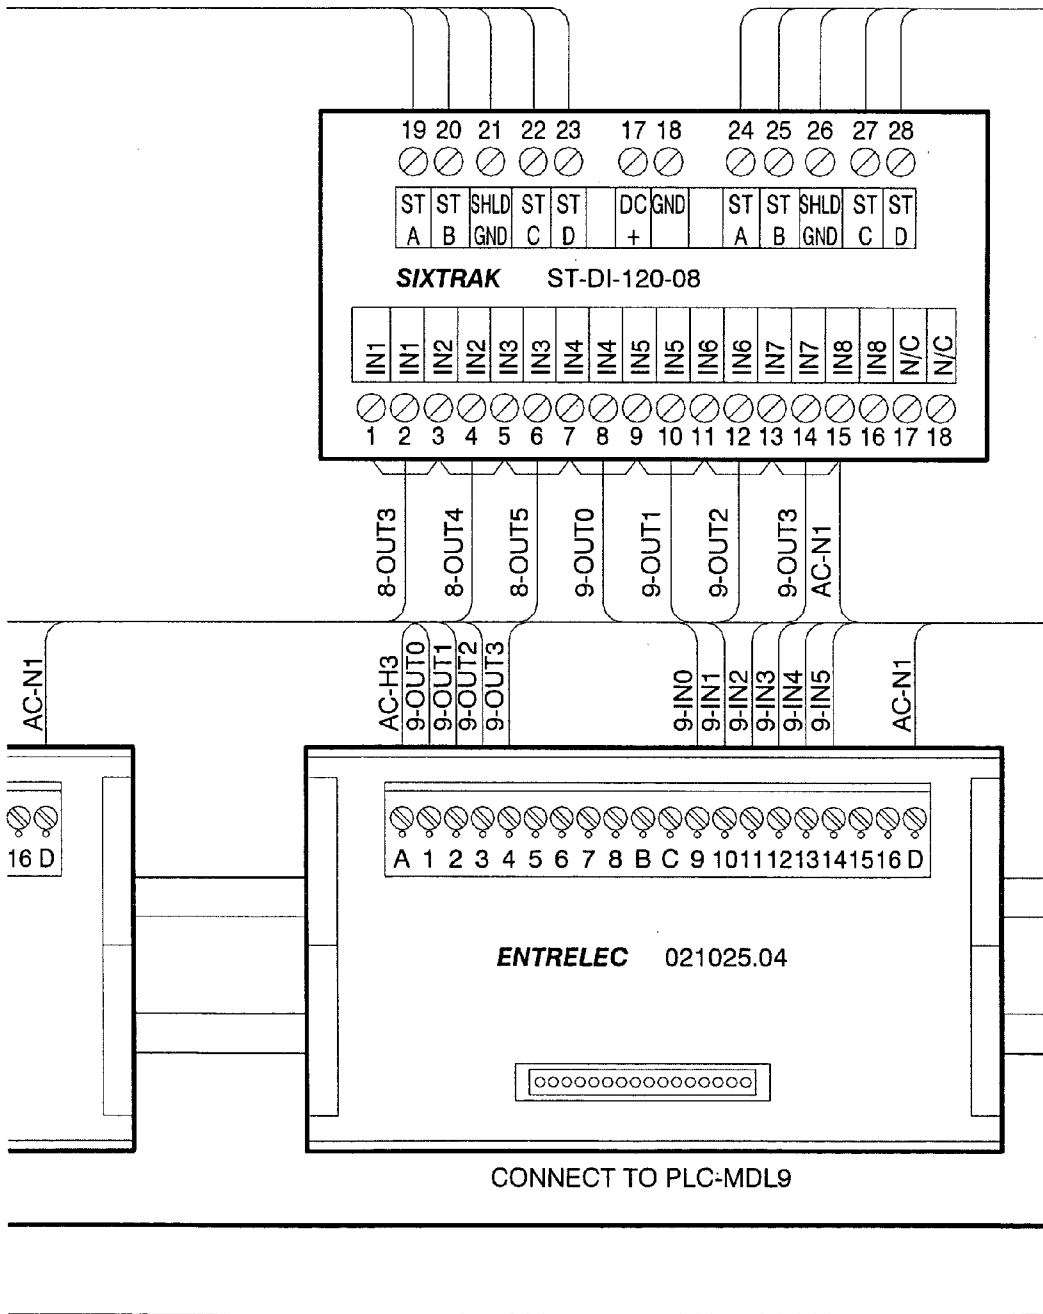 19 20 21 22 23 17 18 24 25 26 27 28
ST ST SHLD ST ST DC GND ST ST SHLD ST ST
A B GND C D + A B GND C D
SIXTRAK ST-DI-120-08
IN1 IN1 IN2 IN2 IN3 IN3 IN4 IN4 IN5 IN5 IN6 IN6 IN7 IN7 IN8 IN8 N/C N/C
1 2 3 4 5 6 7 8 9 10 11 12 13 14 15 16 17 18
8-OUT3 8-OUT4 8-OUT5 9-OUT0 9-OUT1 9-OUT2 9-OUT3 AC-N1
AC-N1 AC-H3 9-OUT0 9-OUT1 9-OUT2 9-OUT3 9-IN0 9-IN1 9-IN2 9-IN3 9-IN4 9-IN5 AC-N1
16 D A 1 2 3 4 5 6 7 8 B C 9 10 11 12 13 14 15 16 D
ENTRELEC 021025.04
CONNECT TO PLC-MDL9